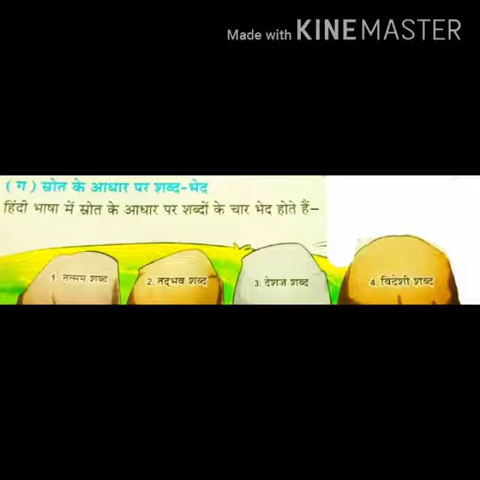 Made with KINEMASTER
( ग ) स्रोत के आधार पर शब्द-भेद
हिंदी भाषा में स्रोत के आधार पर शब्दों के चार भेद होते हैं–
1. तत्सम शब्द
2. तद्भव शब्द
3. देशज शब्द
4. विदेशी शब्द